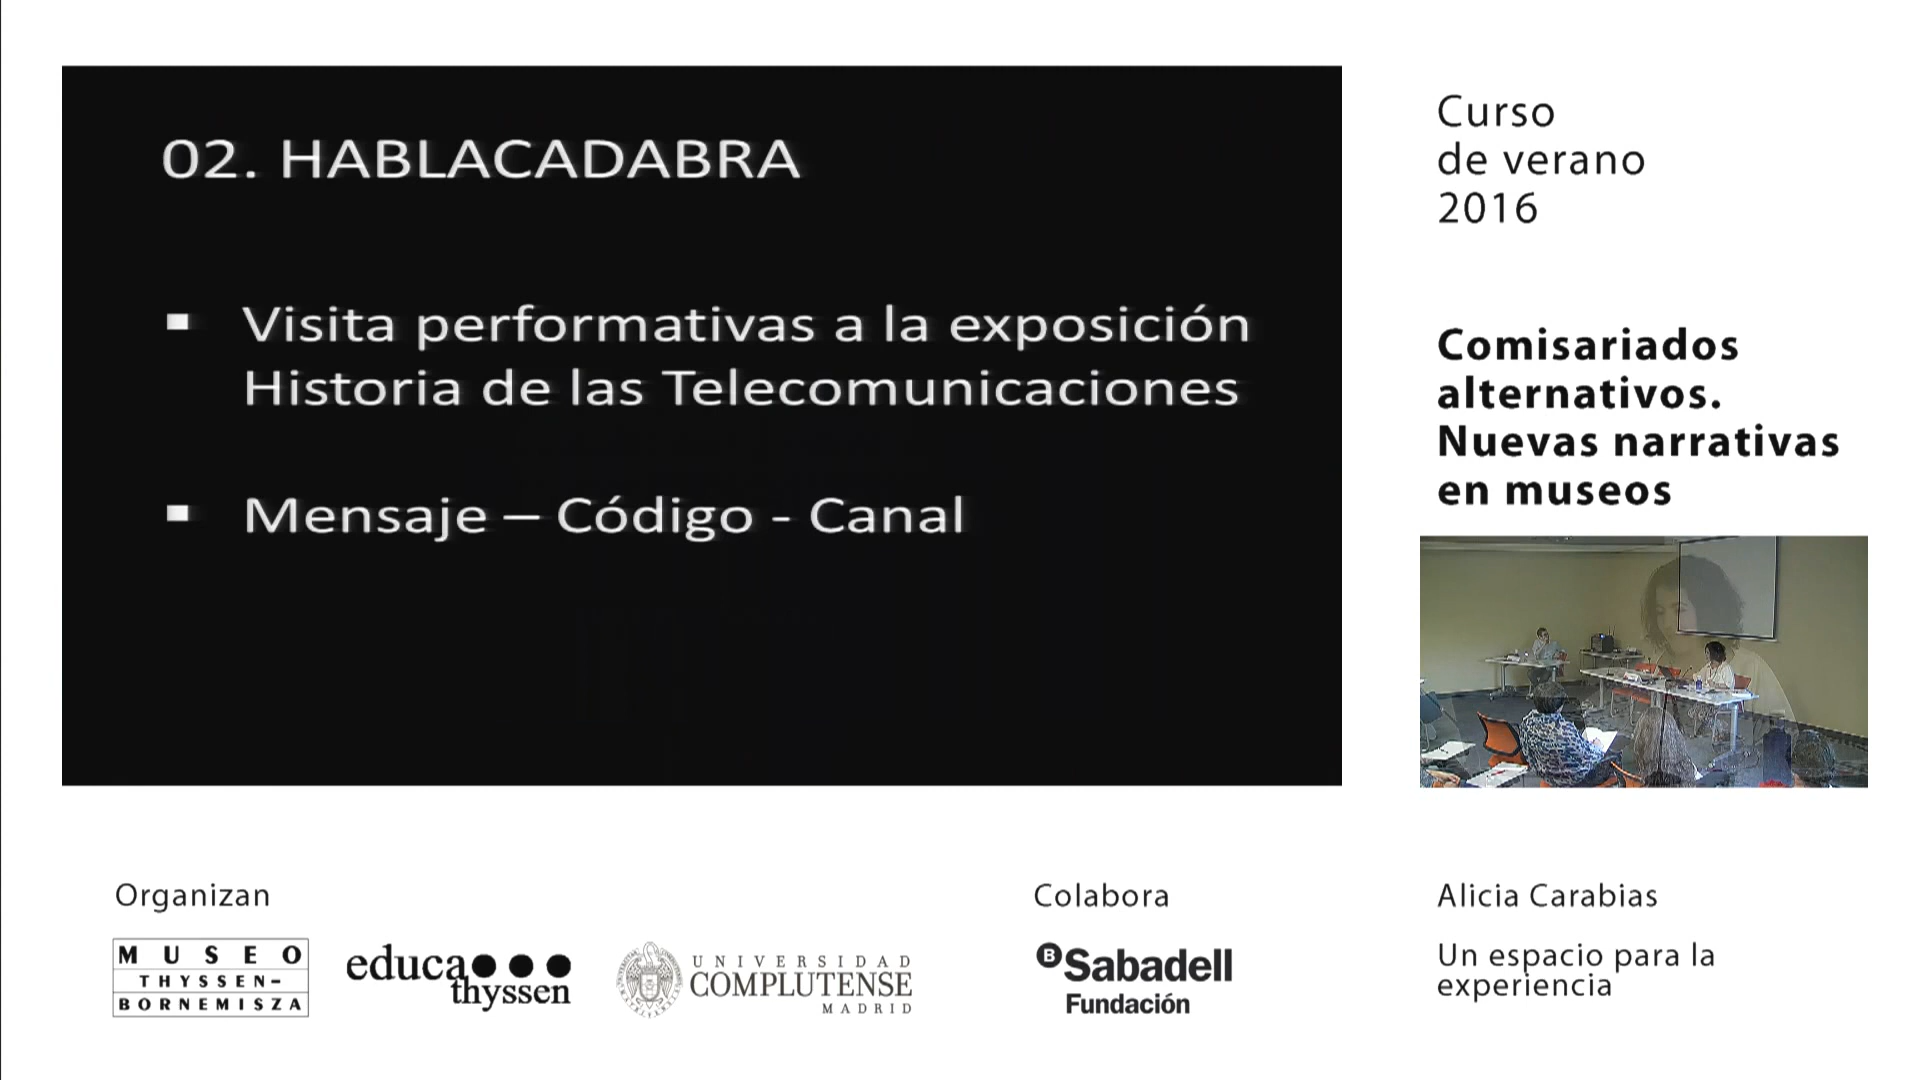 02. HABLACADABRA
▪ Visita performativas a la exposición
Historia de las Telecomunicaciones
▪ Mensaje – Código - Canal
Curso
de verano
2016
Comisariados
alternativos.
Nuevas narrativas
en museos
Organizan
MUSEO
THYSSEN-
BORNEMISZA
educa
thyssen
UNIVERSIDAD
COMPLUTENSE
MADRID
Colabora
B Sabadell
Fundación
Alicia Carabias
Un espacio para la
experiencia